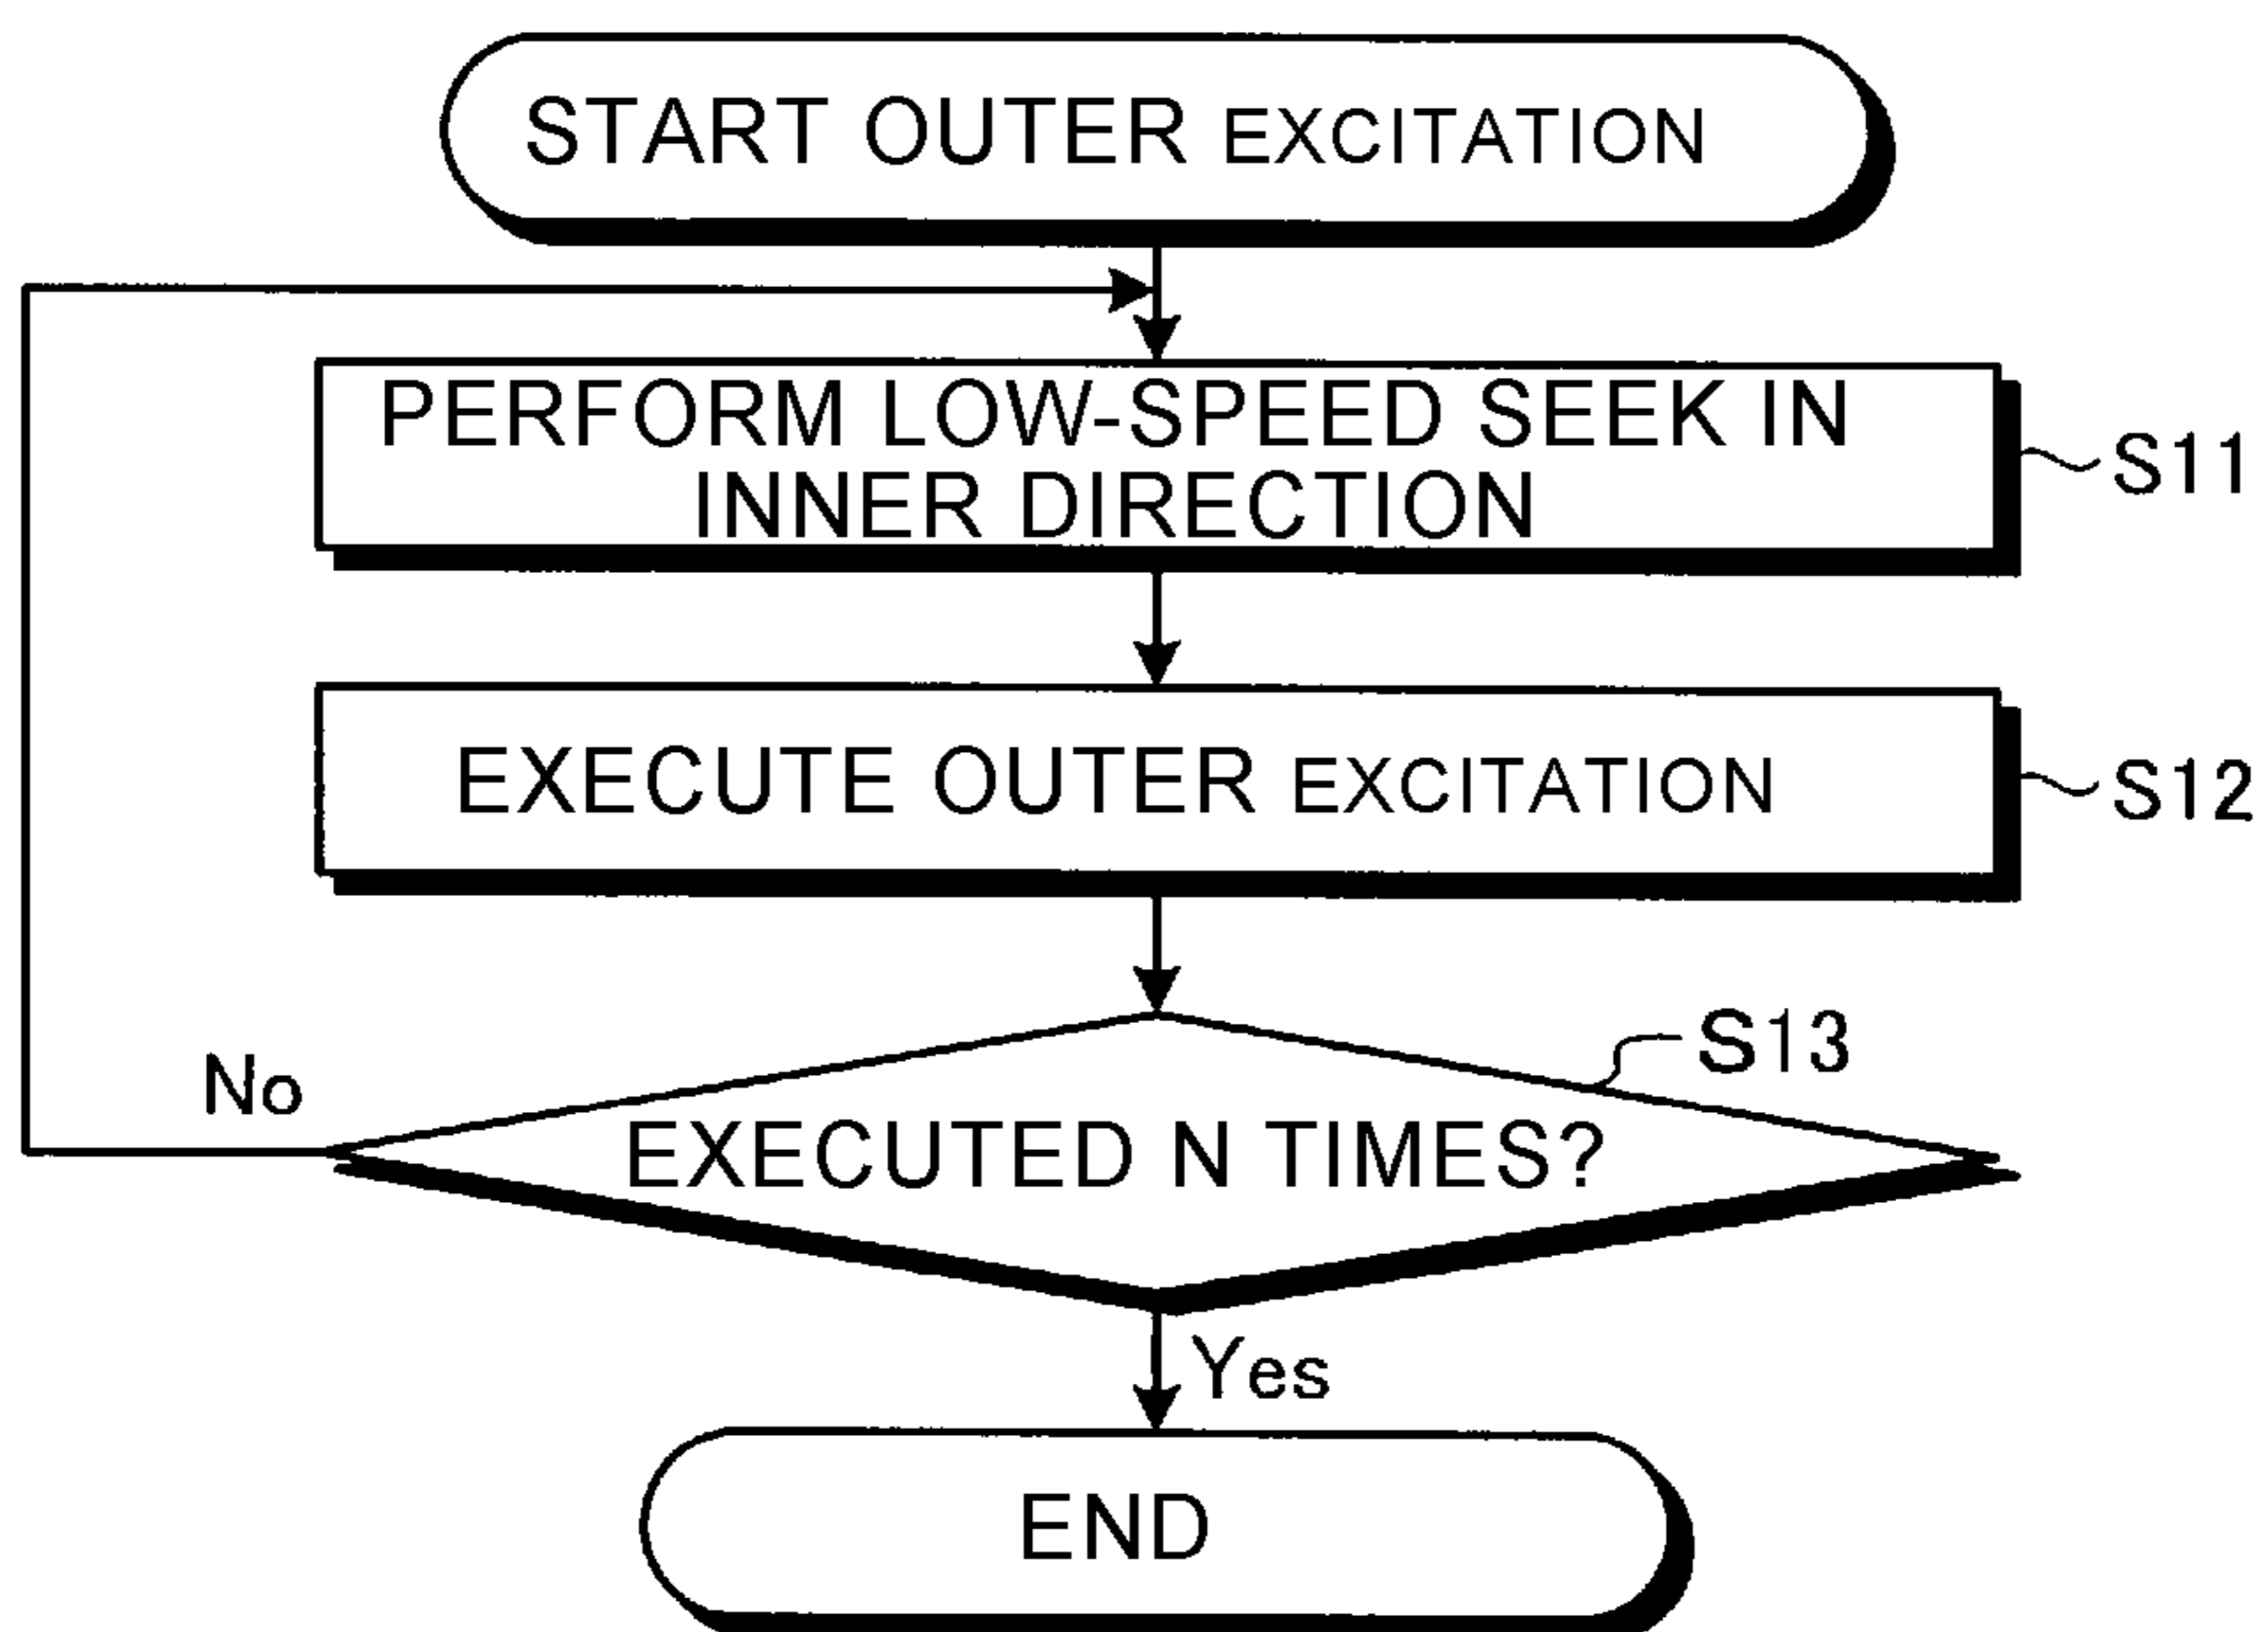 START OUTER EXCITATION
PERFORM LOW-SPEED SEEK IN
INNER DIRECTION
S11
EXECUTE OUTER EXCITATION
S12
S13
No
EXECUTED N TIMES?
Yes
END